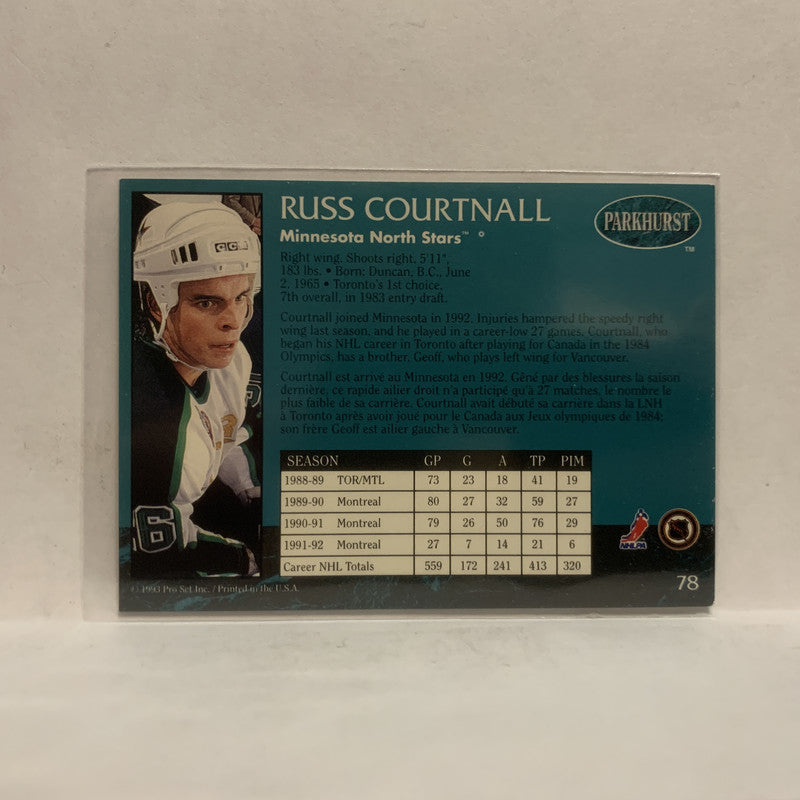 RUSS COURTNALL
Minnesota North Stars™
PARKHURST
TM
CCM
Right wing. Shoots right. 5'11",
183 lbs. • Born: Duncan, B.C., June
2, 1965 • Toronto's 1st choice,
7th overall, in 1983 entry draft.
Courtnall joined Minnesota in 1992. Injuries hampered the speedy right
wing last season, and he played in a career-low 27 games. Courtnall, who
began his NHL career in Toronto after playing for Canada in the 1984
Olympics, has a brother, Geoff, who plays left wing for Vancouver.
Courtnall est arrivé au Minnesota en 1992. Gêné par des blessures la saison
dernière, ce rapide ailier droit n'a participé qu'à 27 matches, le nombre le
plus faible de sa carrière. Courtnall avait débuté sa carrière dans la LNH
à Toronto après avoir joué pour le Canada aux Jeux olympiques de 1984;
son frère Geoff est ailier gauche à Vancouver.
SEASON GP G A TP PIM
1988-89 TOR/MTL 73 23 18 41 19
1989-90 Montreal 80 27 32 59 27
1990-91 Montreal 79 26 50 76 29
1991-92 Montreal 27 7 14 21 6
Career NHL Totals 559 172 241 413 320
6
NHLPA
78
© 1993 Pro Set Inc. / Printed in the U.S.A.